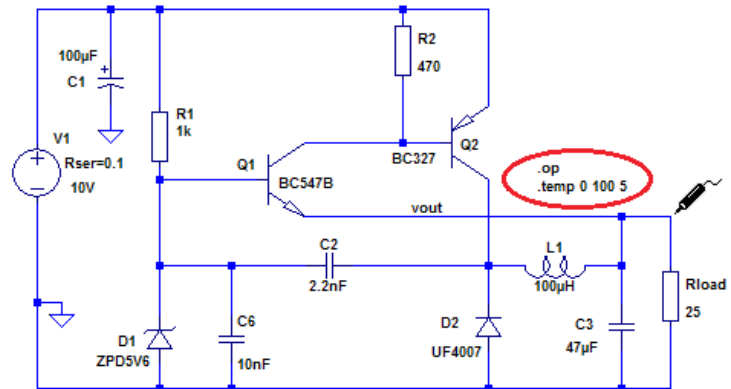 R2
470
100µF
+
C1
R1
1k
V1
Rser=0.1
10V
Q1
BC547B
BC327
Q2
.op
.temp 0 100 5
vout
C2
2.2nF
L1
100µH
Rload
25
D1
ZPD5V6
C6
10nF
D2
UF4007
C3
47µF